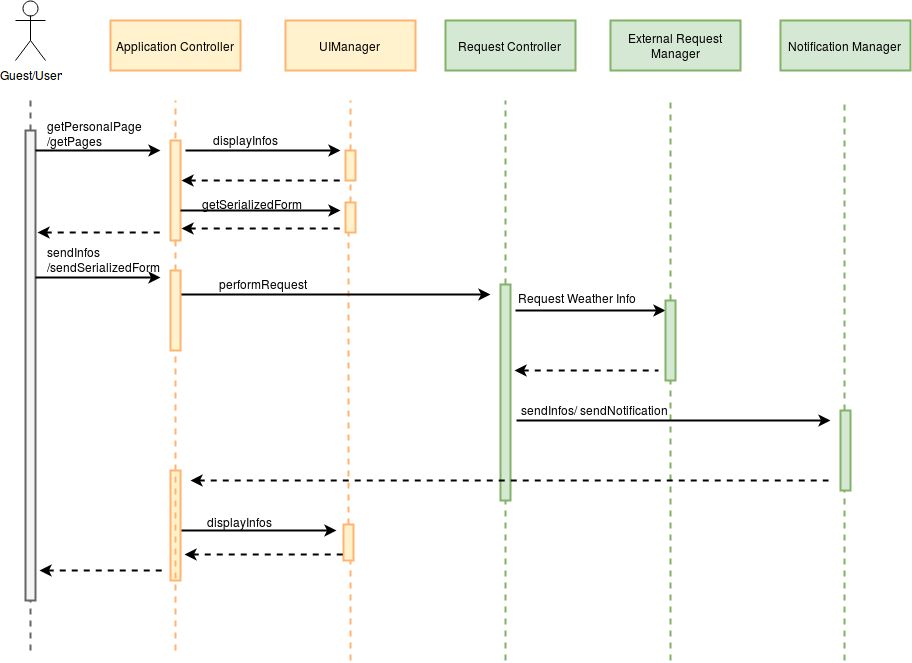 Guest/User
Application Controller
UIManager
Request Controller
External Request
Manager
Notification Manager
getPersonalPage
/getPages
displayInfos
getSerializedForm
sendInfos
/sendSerializedForm
performRequest
Request Weather Info
sendInfos/ sendNotification
displayInfos